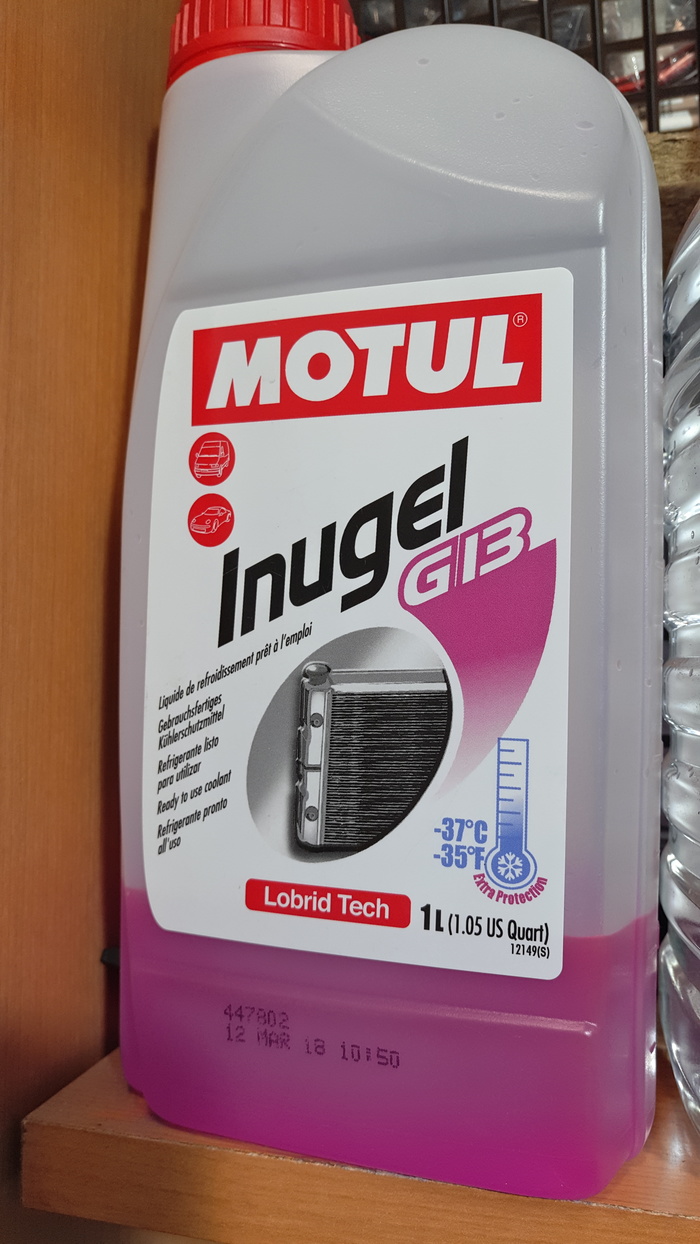 MOTUL®
Inugel
G13
Liquide de refroidissement prêt à l'emploi
Gebrauchsfertiges
Kühlerschutzmittel
Refrigerante listo
para utilizar
Ready to use coolant
Refrigerante pronto
all'uso
-37°C
-35°F
Extra Protection
Lobrid Tech
1L (1.05 US Quart)
12149(S)
447802
12 MAR 18 10:50